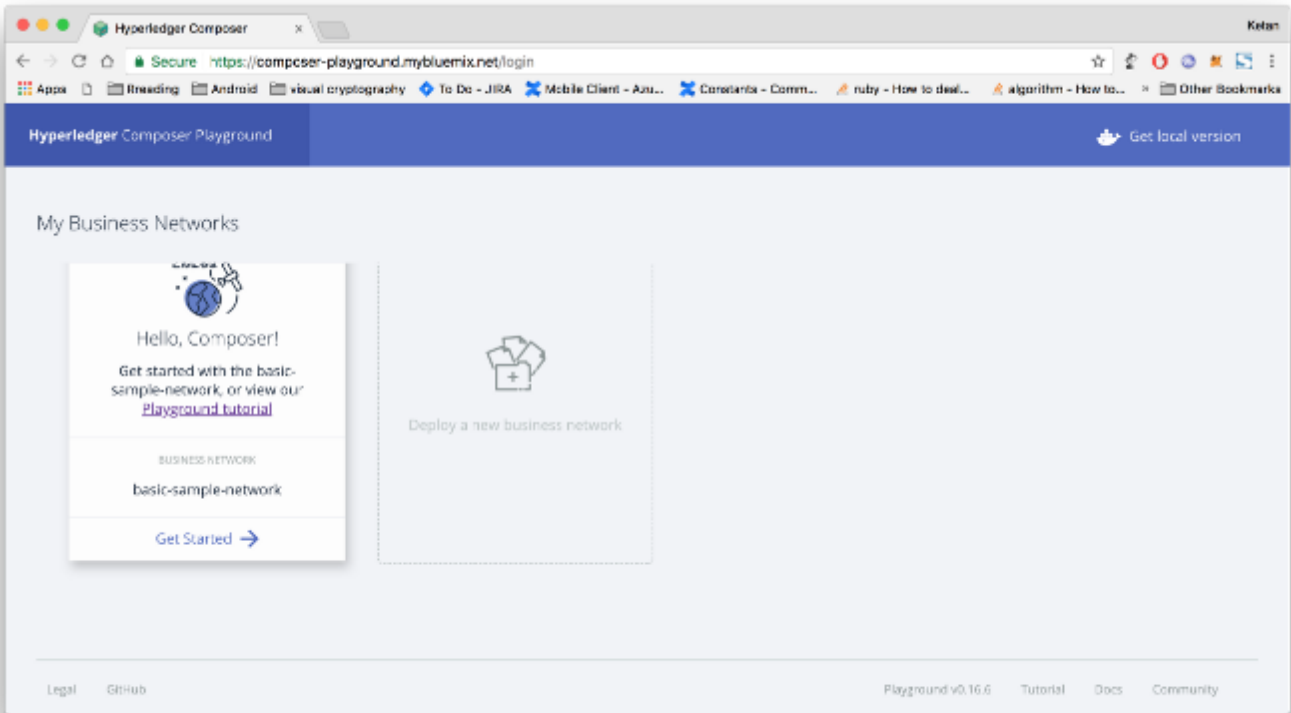 Hyperledger Composer
Ketan
Secure https://composer-playground.mybluemix.net/login
Apps Rreading Android visual cryptography To Do - JIRA Mobile Client - Azu... Constants - Comm... ruby - How to deal... algorithm - How to... » Other Bookmarks
Hyperledger Composer Playground
Get local version
My Business Networks
Hello, Composer!
Get started with the basic-
sample-network, or view our
Playground tutorial
BUSINESS NETWORK
basic-sample-network
Get Started
Deploy a new business network
Legal GitHub
Playground v0.16.6 Tutorial Docs Community